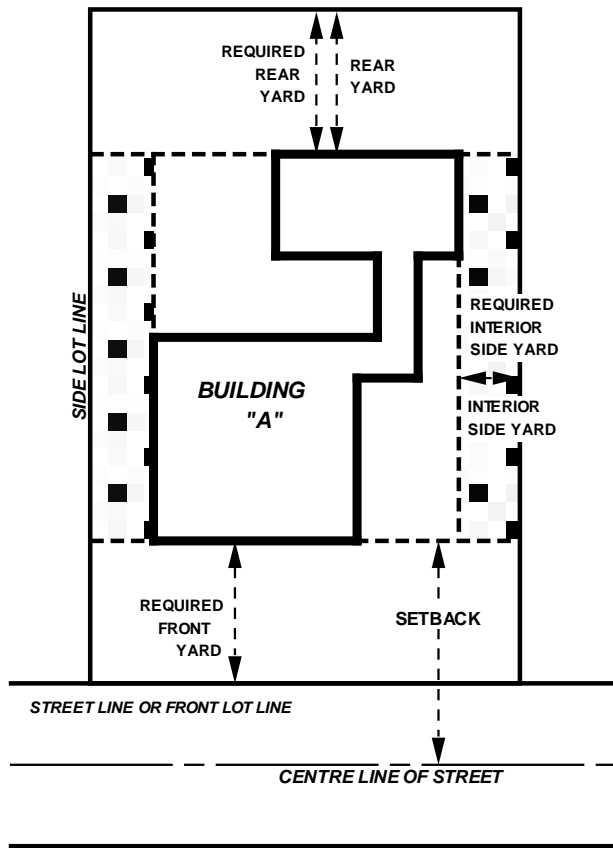 REQUIRED
REAR
YARD
REAR
YARD
SIDE LOT LINE
REQUIRED
INTERIOR
SIDE YARD
INTERIOR
SIDE YARD
BUILDING
"A"
REQUIRED
FRONT
YARD
SETBACK
STREET LINE OR FRONT LOT LINE
CENTRE LINE OF STREET